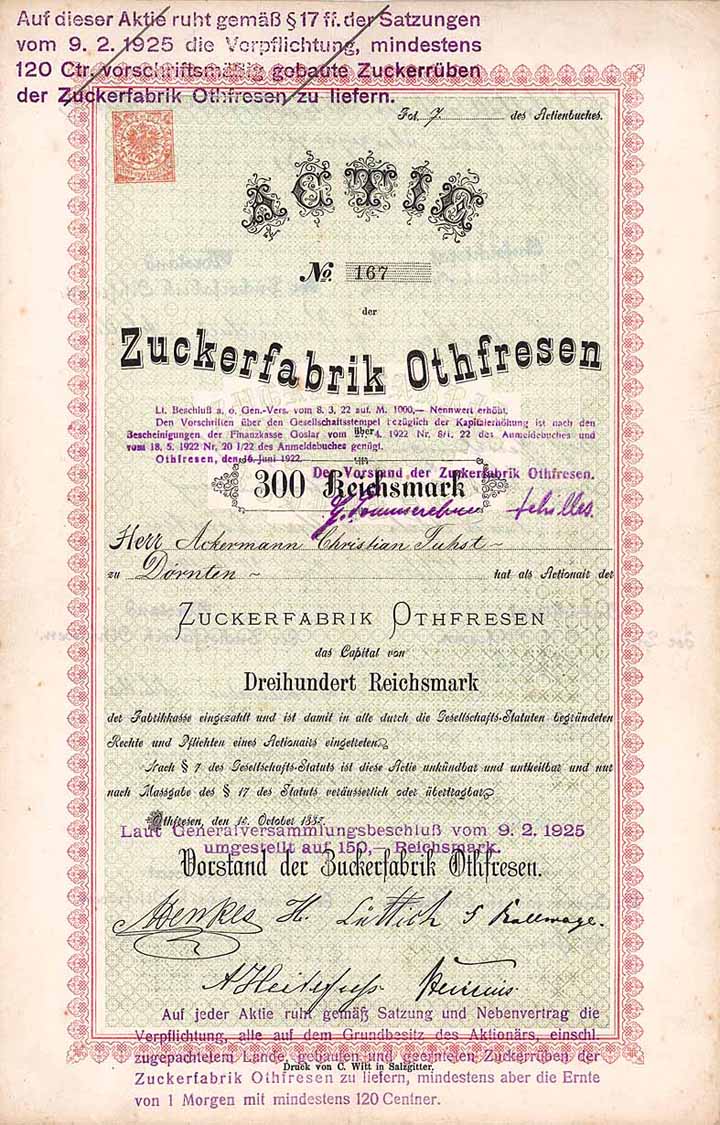 Auf dieser Aktie ruht gemäß § 17 ff. der Satzungen
vom 9. 2. 1925 die Verpflichtung, mindestens
120 Ctr. vorschriftsmäßig gebaute Zuckerrüben
der Zuckerfabrik Othfresen zu liefern.
Fol. 7. des Actienbuches.
ACTIE
No. 167
der
Zuckerfabrik Othfresen
Lt. Beschluß a. o. Gen.-Vers. vom 8. 3. 22 auf M. 1000,— Nennwert erhöht.
Den Vorschriften über den Gesellschaftsstempel bezüglich der Kapitalerhöhung ist nach den
Bescheinigungen der Finanzkasse Goslar vom 27. 4. 1922 Nr. 8/1. 22 des Anmeldebuches und
über
vom 18. 5. 1922 Nr. 20 1/22 des Anmeldebuches genügt.
Othfresen, den 16. Juni 1922.
Der Vorstand der Zuckerfabrik Othfresen.
300 Reichsmark
Achilles.
Herr Ackermann Christian Fuhst
zu Dörnten hat als Actionair der
ZUCKERFABRIK OTHFRESEN
das Capital von
Dreihundert Reichsmark
der Fabrikkasse eingezahlt und ist damit in alle durch die Gesellschafts-Statuten begründeten
Rechte und Pflichten eines Actionairs eingetreten.
Nach § 7 des Gesellschafts-Statuts ist diese Actie unkündbar und untheilbar und nur
nach Massgabe des § 17 des Statuts veräusserlich oder übertragbar.
Othfresen, den 12. October
Laut Generalversammlungsbeschluß vom 9. 2. 1925
umgestellt auf 150,— Reichsmark.
Vorstand der Zuckerfabrik Othfresen.
Menkes H. Lüttich Kallwage.
Auf jeder Aktie ruht gemäß Satzung und Nebenvertrag die
Verpflichtung, alle auf dem Grundbesitz des Aktionärs, einschl.
zugepachtetem Lande, gebauten und geernteten Zuckerrüben der
Druck von C. Witt in Salzgitter.
Zuckerfabrik Othfresen zu liefern, mindestens aber die Ernte
von 1 Morgen mit mindestens 120 Centner.